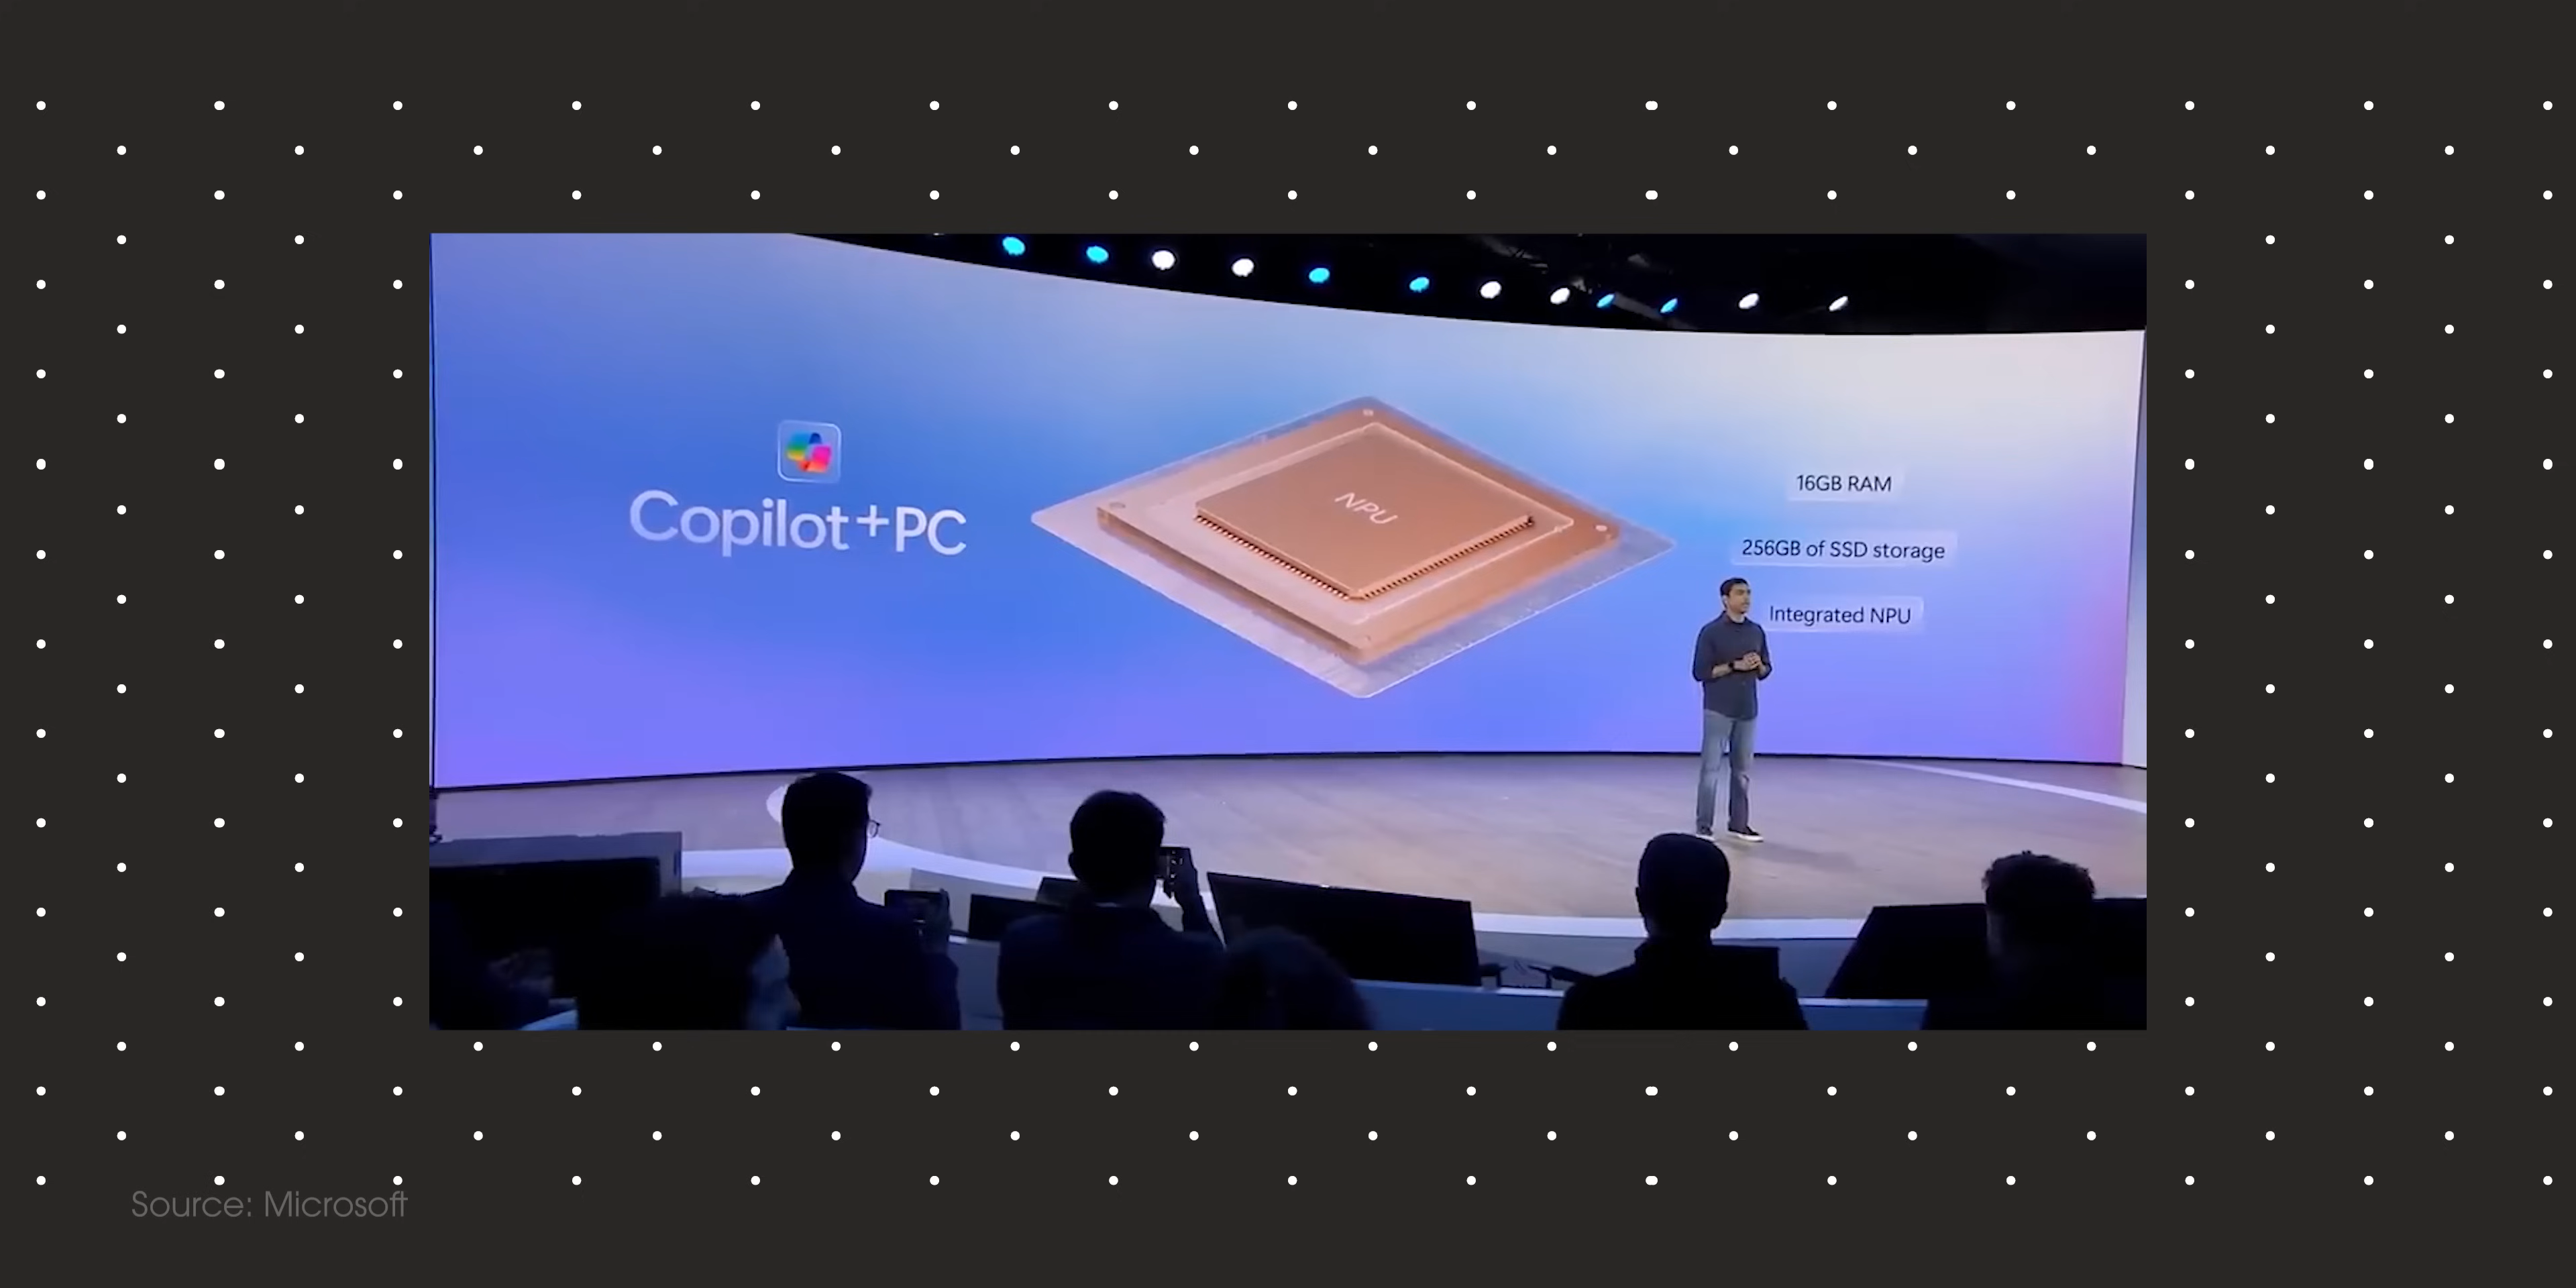 Copilot+PC
NPU
16GB RAM
256GB of SSD storage
Integrated NPU
Source: Microsoft